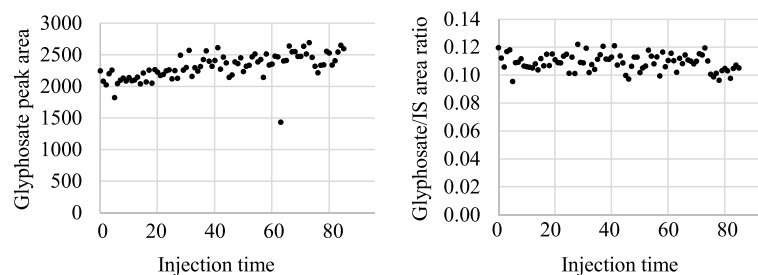 Glyphosate peak area
3000
2500
2000
1500
1000
500
0
0 20 40 60 80
Injection time
Glyphosate/IS area ratio
0.14
0.12
0.10
0.08
0.06
0.04
0.02
0.00
0 20 40 60 80
Injection time